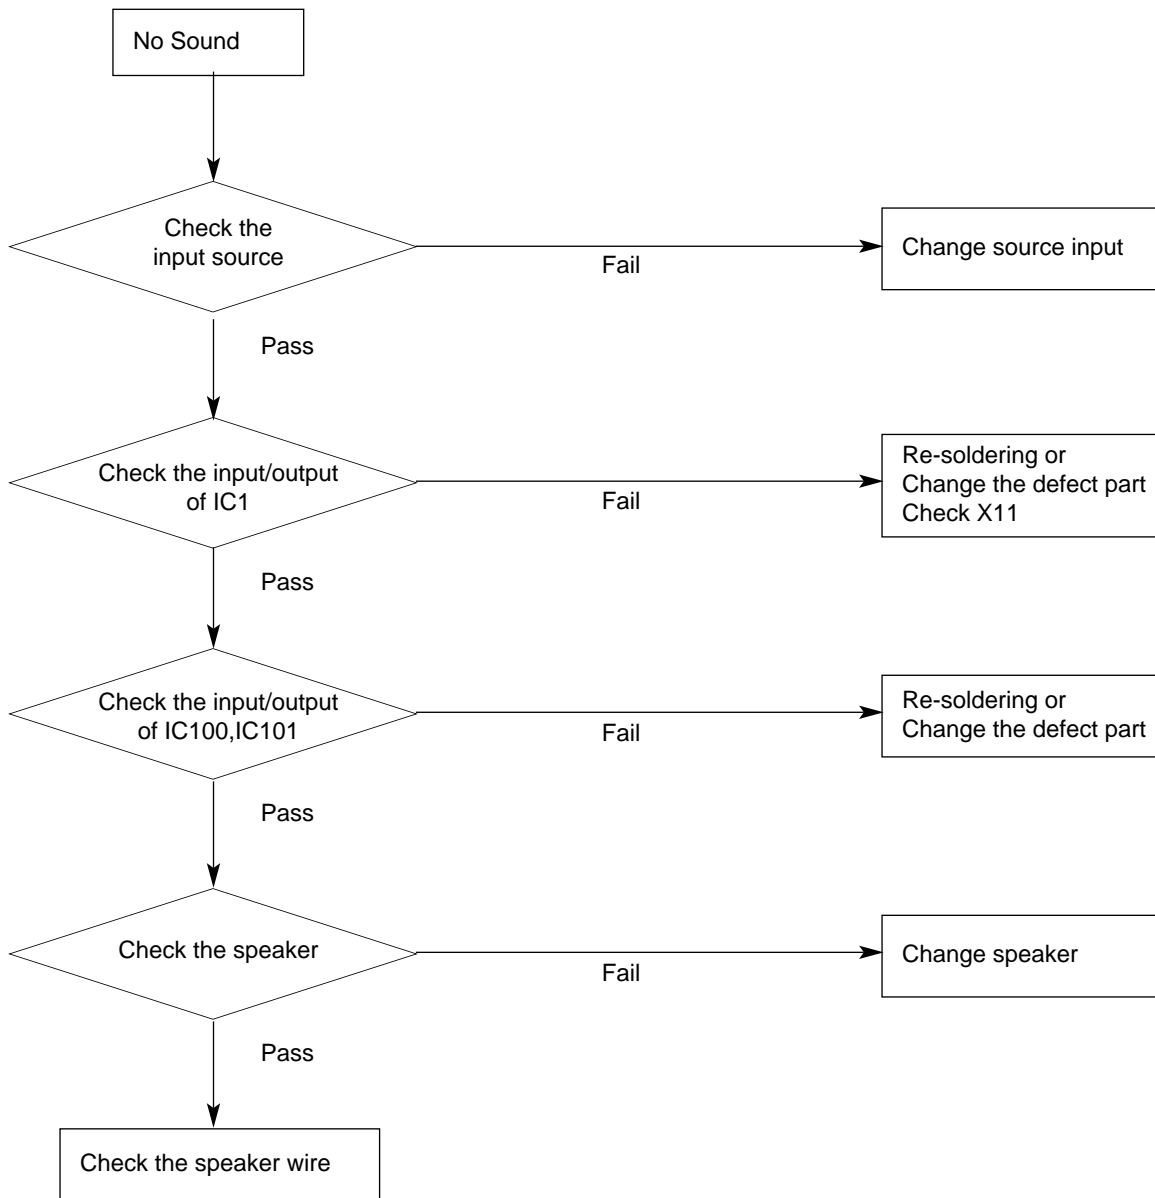 No Sound
Check the
input source
Fail
Change source input
Pass
Check the input/output
of IC1
Fail
Re-soldering or
Change the defect part
Check X11
Pass
Check the input/output
of IC100,IC101
Fail
Re-soldering or
Change the defect part
Pass
Check the speaker
Fail
Change speaker
Pass
Check the speaker wire